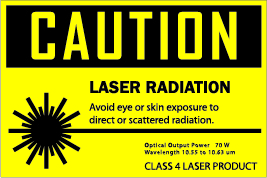 CAUTION
LASER RADIATION
Avoid eye or skin exposure to
direct or scattered radiation.
Optical Output Power 70 W
Wavelength 10.55 to 10.63 um
CLASS 4 LASER PRODUCT